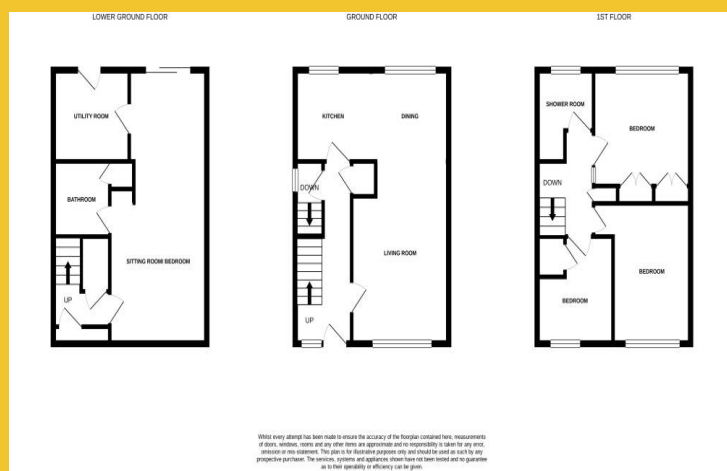 LOWER GROUND FLOOR
GROUND FLOOR
1ST FLOOR
UTILITY ROOM
BATHROOM
SITTING ROOM/ BEDROOM
UP
KITCHEN
DINING
DOWN
LIVING ROOM
UP
SHOWER ROOM
BEDROOM
DOWN
BEDROOM
BEDROOM
Whilst every attempt has been made to ensure the accuracy of the floorplan contained here, measurements
of doors, windows, rooms and any other items are approximate and no responsibility is taken for any error,
omission or mis-statement. This plan is for illustrative purposes only and should be used as such by any
prospective purchaser. The services, systems and appliances shown have not been tested and no guarantee
as to their operability or efficiency can be given.